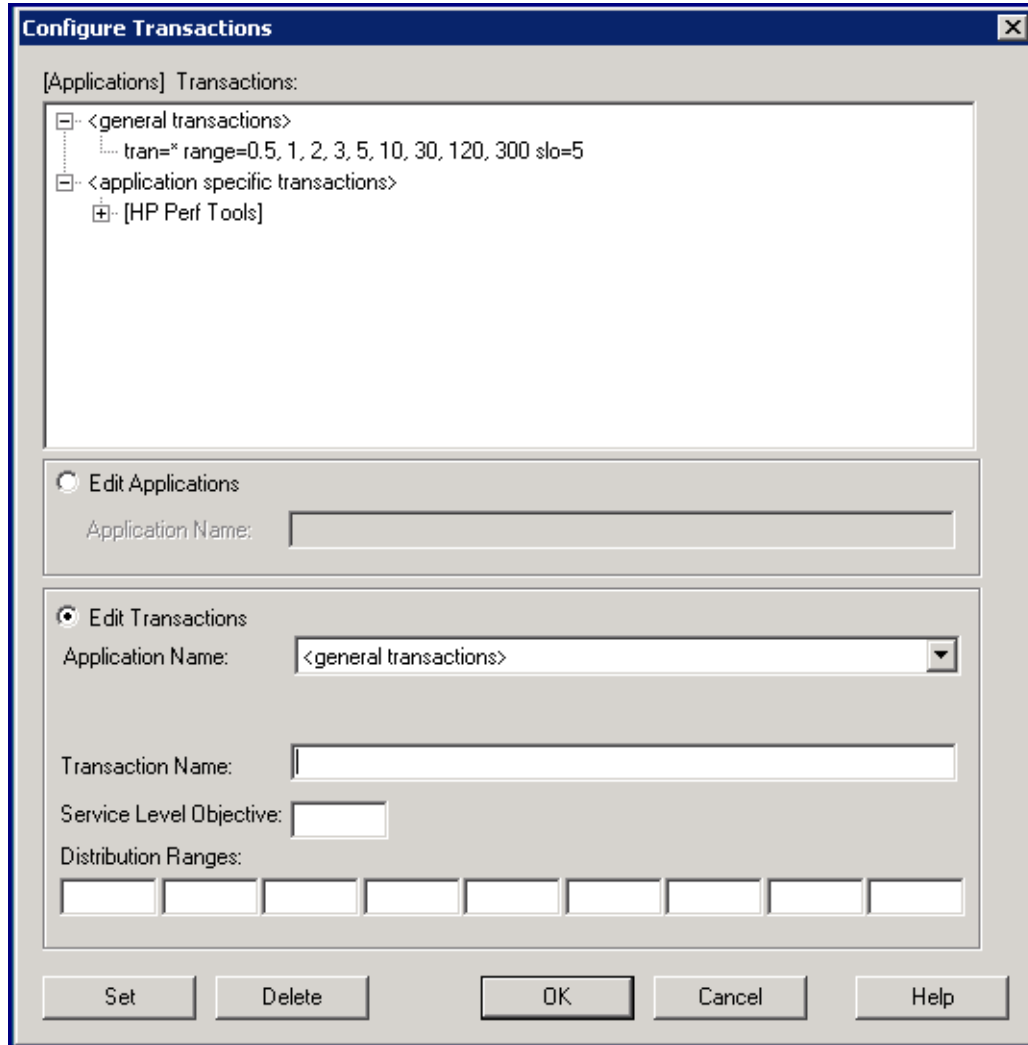 Configure Transactions
[Applications] Transactions:
<general transactions>
tran=* range=0.5, 1, 2, 3, 5, 10, 30, 120, 300 slo=5
<application specific transactions>
[HP Perf Tools]
Edit Applications
Application Name:
Edit Transactions
Application Name: <general transactions>
Transaction Name:
Service Level Objective:
Distribution Ranges:
Set Delete OK Cancel Help